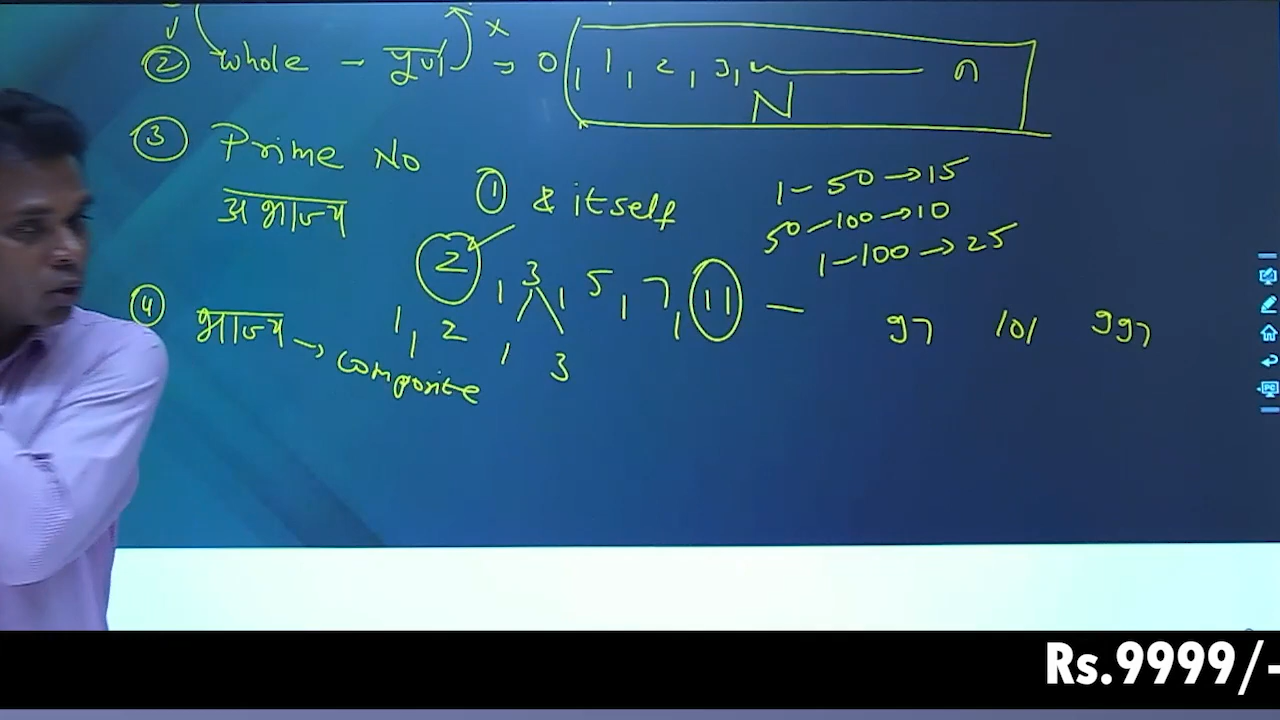 ② whole - पूर्ण → 0, 1, 2, 3, ——— n
×
N
③ Prime No
अभाज्य
① & itself
1 - 50 → 15
50 - 100 → 10
1 - 100 → 25
2, 3, 5, 7, 11 —
97 101 997
1, 2
1 3
④ भाज्य → composite
PC
Rs.9999/-